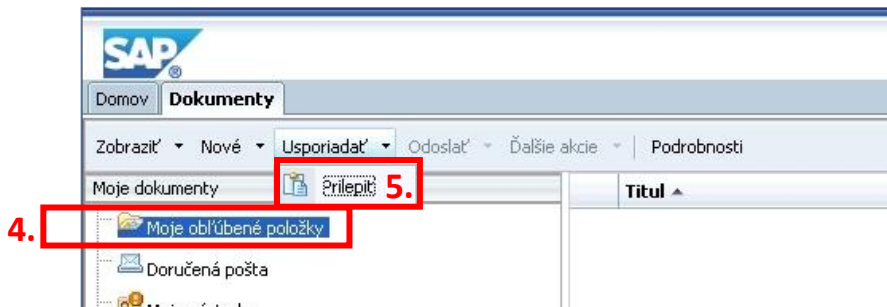 SAP ®
Domov Dokumenty
Zobraziť Nové Usporiadať Odoslať Ďalšie akcie Podrobnosti
Moje dokumenty Prilepiť 5. Titul
4. Moje obľúbené položky
Doručená pošta